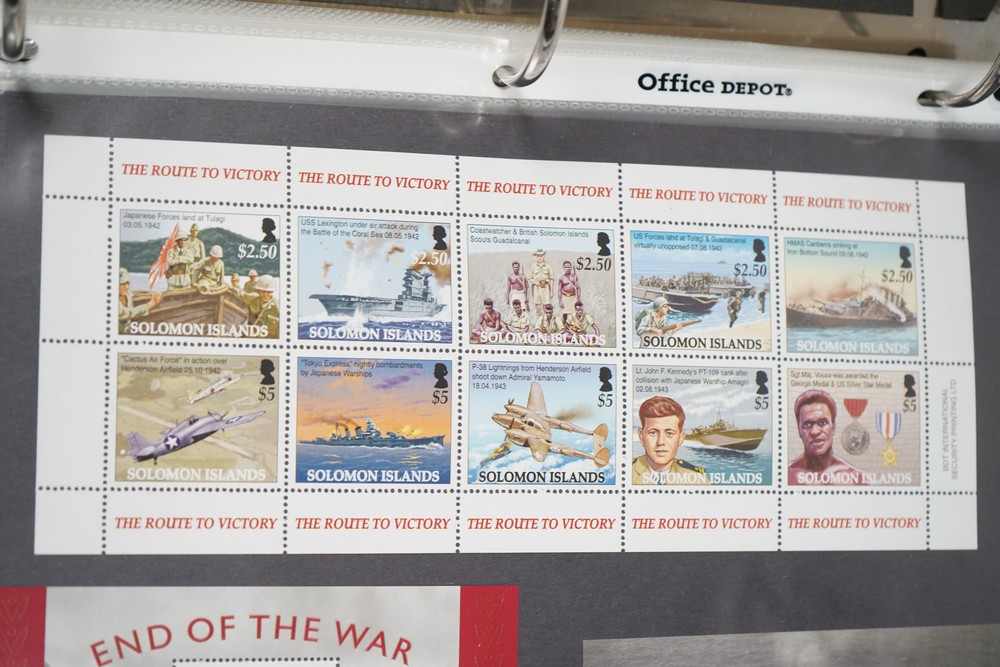 Office DEPOT®
THE ROUTE TO VICTORY
THE ROUTE TO VICTORY
THE ROUTE TO VICTORY
THE ROUTE TO VICTORY
THE ROUTE TO VICTORY
Japanese Forces land at Tulagi
03.05.1942
$2.50
SOLOMON ISLANDS
USS Lexington under air attack during
the Battle of the Coral Sea 08.05.1942
$2.50
SOLOMON ISLANDS
Coastwatcher & British Solomon Islands
Scouts Guadalcanal
$2.50
SOLOMON ISLANDS
US Forces land at Tulagi & Guadalcanal
virtually unopposed 07.08.1942
$2.50
SOLOMON ISLANDS
HMAS Canberra sinking at
Iron Bottom Sound 09.08.1942
$2.50
SOLOMON ISLANDS
"Cactus Air Force" in action over
Henderson Airfield 25.10.1942
$5
SOLOMON ISLANDS
"Tokyo Express" nightly bombardments
by Japanese Warships
$5
SOLOMON ISLANDS
P-38 Lightnings from Henderson Airfield
shoot down Admiral Yamamoto
18.04.1943
$5
SOLOMON ISLANDS
Lt. John F. Kennedy's PT-109 tank after
collision with Japanese Warship Amagiri
02.08.1943
$5
SOLOMON ISLANDS
Sgt.Maj. Vouza was awarded the
George Medal & US Silver Star Medal
$5
SOLOMON ISLANDS
BDT INTERNATIONAL
SECURITY PRINTING LTD
THE ROUTE TO VICTORY
THE ROUTE TO VICTORY
THE ROUTE TO VICTORY
THE ROUTE TO VICTORY
THE ROUTE TO VICTORY
END OF THE WAR